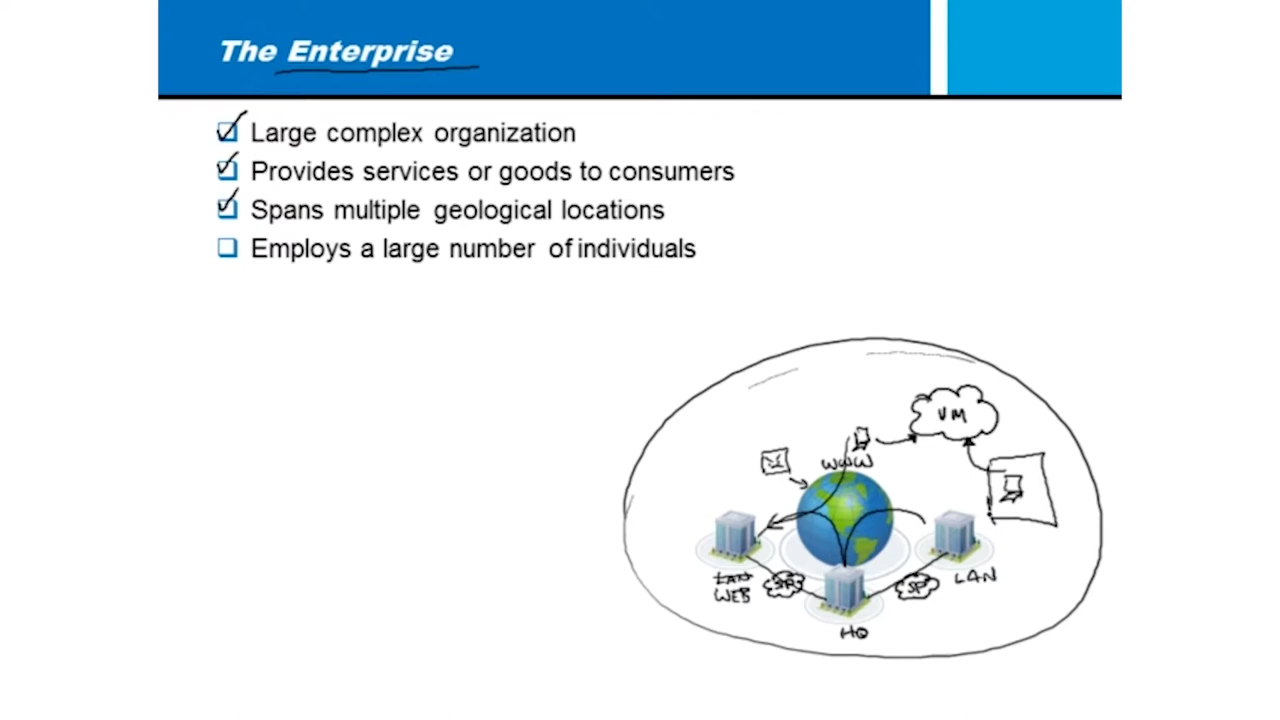 The Enterprise
Large complex organization
Provides services or goods to consumers
Spans multiple geological locations
Employs a large number of individuals
VM
WWW
LAN
WEB
SP
SP
LAN
HQ